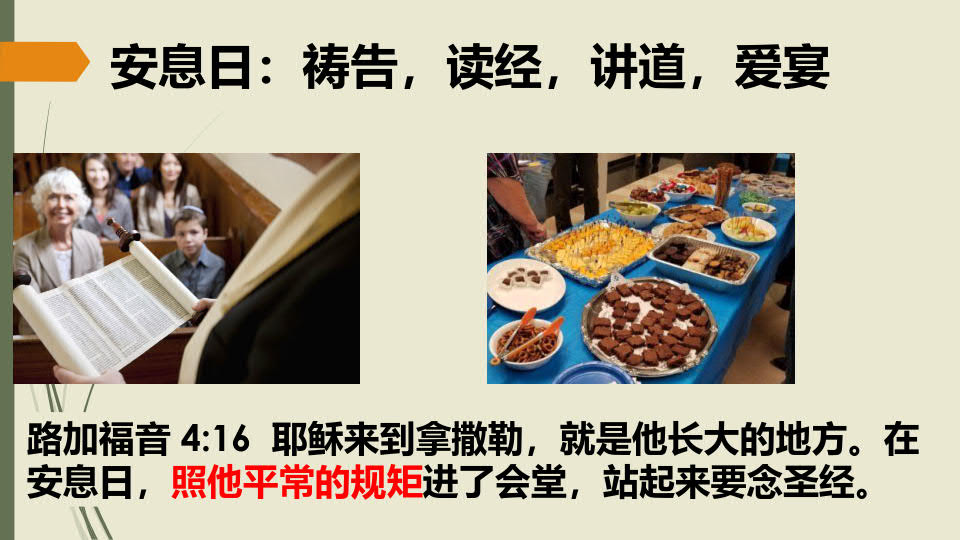 安息日：祷告，读经，讲道，爱宴
路加福音 4:16 耶稣来到拿撒勒，就是他长大的地方。在
安息日，照他平常的规矩进了会堂，站起来要念圣经。